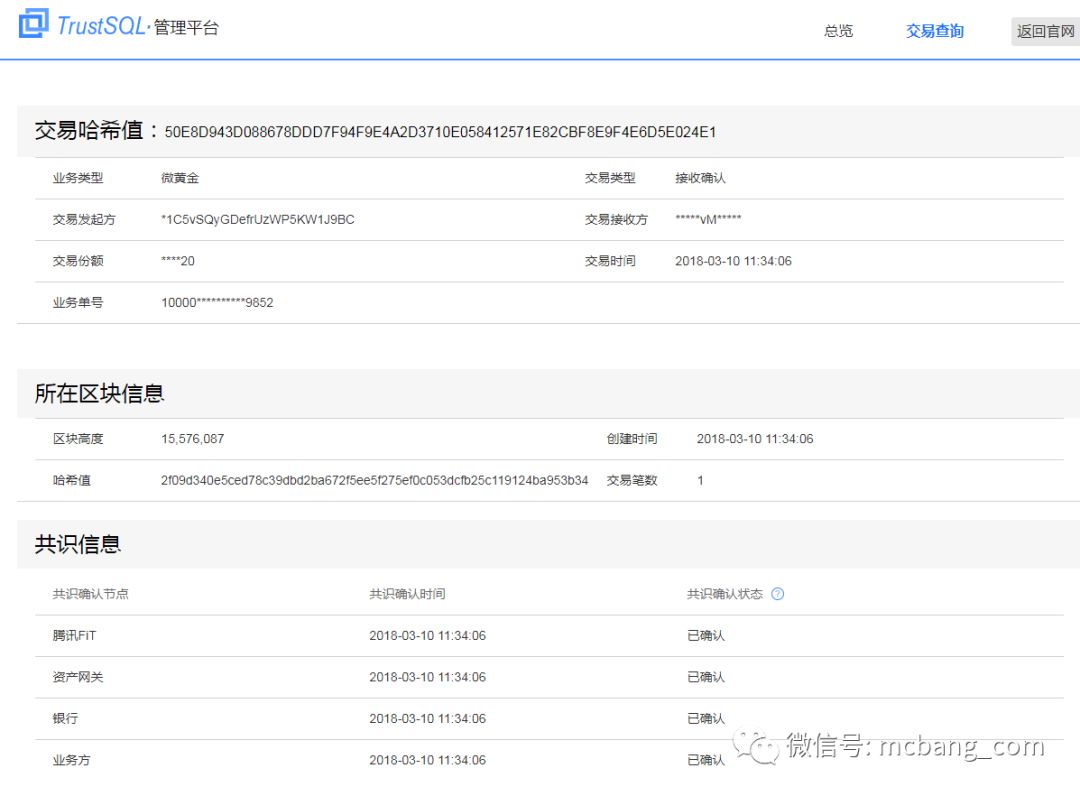 TrustSQL·管理平台 总览 交易查询 返回官网
交易哈希值：50E8D943D088678DDD7F94F9E4A2D3710E058412571E82CBF8E9F4E6D5E024E1
业务类型 微黄金 交易类型 接收确认
交易发起方 *1C5vSQyGDefrUzWP5KW1J9BC 交易接收方 *****vM*****
交易份额 ****20 交易时间 2018-03-10 11:34:06
业务单号 10000**********9852
所在区块信息
区块高度 15,576,087 创建时间 2018-03-10 11:34:06
哈希值 2f09d340e5ced78c39dbd2ba672f5ee5f275ef0c053dcfb25c119124ba953b34 交易笔数 1
共识信息
共识确认节点 共识确认时间 共识确认状态 ?
腾讯FiT 2018-03-10 11:34:06 已确认
资产网关 2018-03-10 11:34:06 已确认
银行 2018-03-10 11:34:06 已确认
业务方 2018-03-10 11:34:06 已确认
微信号: mcbang_com